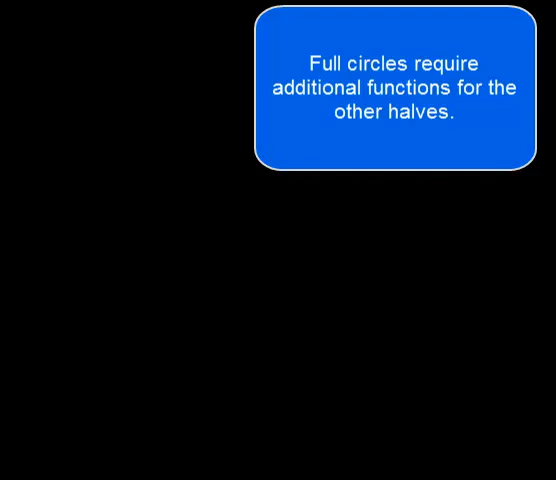 Full circles require
additional functions for the
other halves.